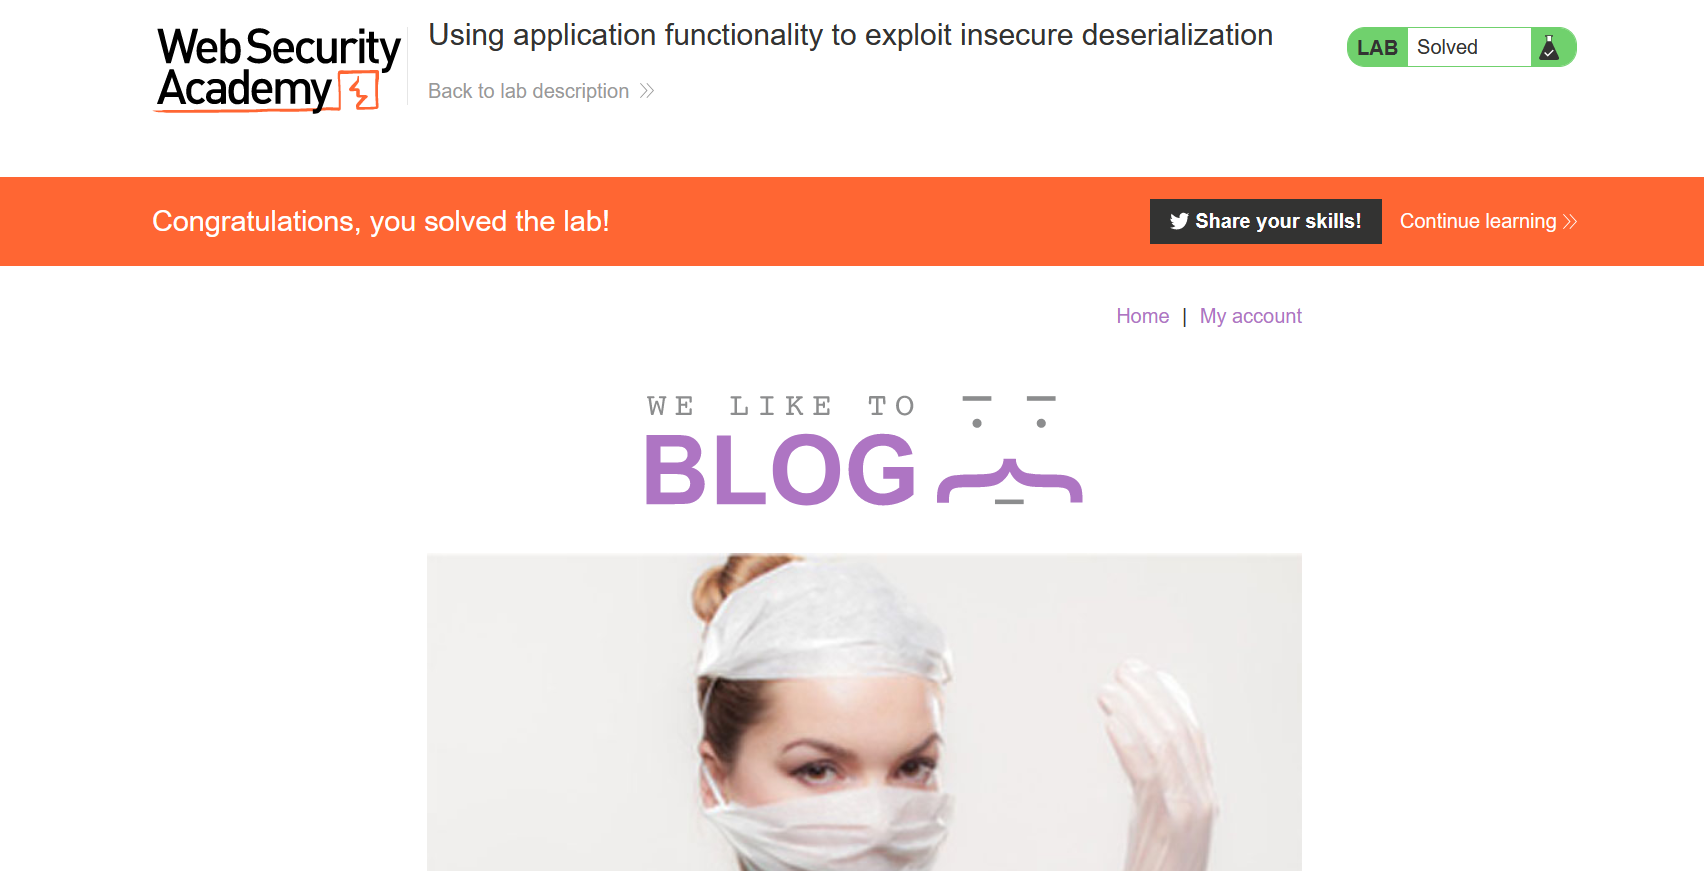 Web Security
Academy
Using application functionality to exploit insecure deserialization
Back to lab description
LAB Solved
Congratulations, you solved the lab!
Share your skills!
Continue learning
Home | My account
WE LIKE TO
BLOG